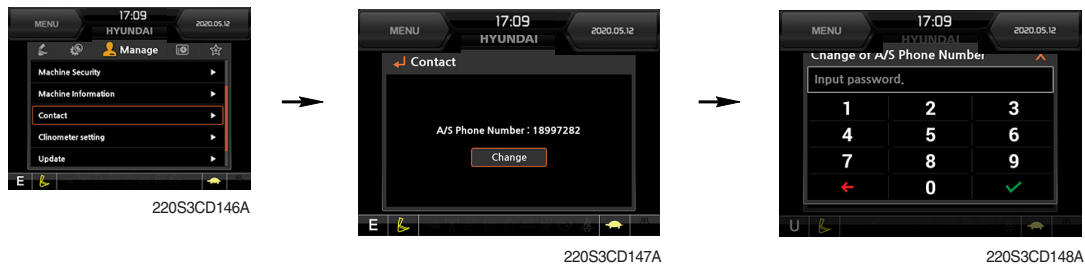 MENU 17:09 2020.05.12
HYUNDAI
Manage
Machine Security
Machine Information
Contact
Clinometer setting
Update
E
220S3CD146A
MENU 17:09 2020.05.12
HYUNDAI
Contact
A/S Phone Number : 18997282
Change
E
220S3CD147A
MENU 17:09 2020.05.12
HYUNDAI
Change of A/S Phone Number X
Input password.
1 2 3
4 5 6
7 8 9
0
U
220S3CD148A